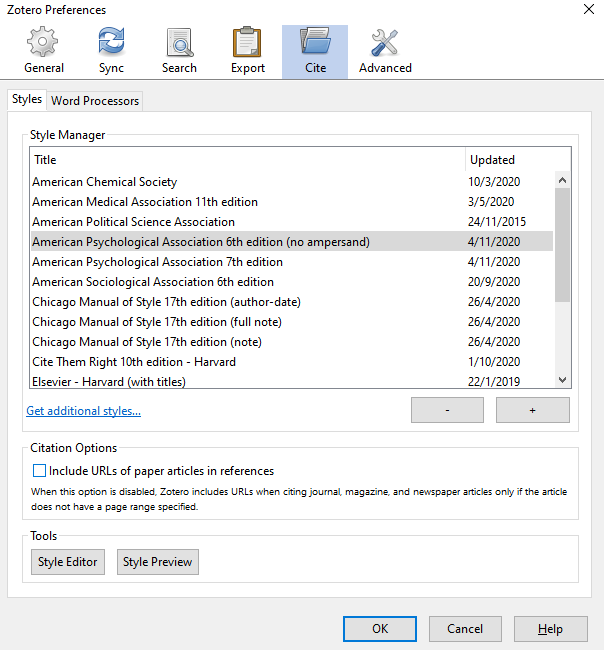 Zotero Preferences
General Sync Search Export Cite Advanced
Styles Word Processors
Style Manager
Title Updated
American Chemical Society 10/3/2020
American Medical Association 11th edition 3/5/2020
American Political Science Association 24/11/2015
American Psychological Association 6th edition (no ampersand) 4/11/2020
American Psychological Association 7th edition 4/11/2020
American Sociological Association 6th edition 20/9/2020
Chicago Manual of Style 17th edition (author-date) 26/4/2020
Chicago Manual of Style 17th edition (full note) 26/4/2020
Chicago Manual of Style 17th edition (note) 26/4/2020
Cite Them Right 10th edition - Harvard 1/10/2020
Elsevier - Harvard (with titles) 22/1/2019
Get additional styles... - +
Citation Options
Include URLs of paper articles in references
When this option is disabled, Zotero includes URLs when citing journal, magazine, and newspaper articles only if the article
does not have a page range specified.
Tools
Style Editor Style Preview
OK Cancel Help